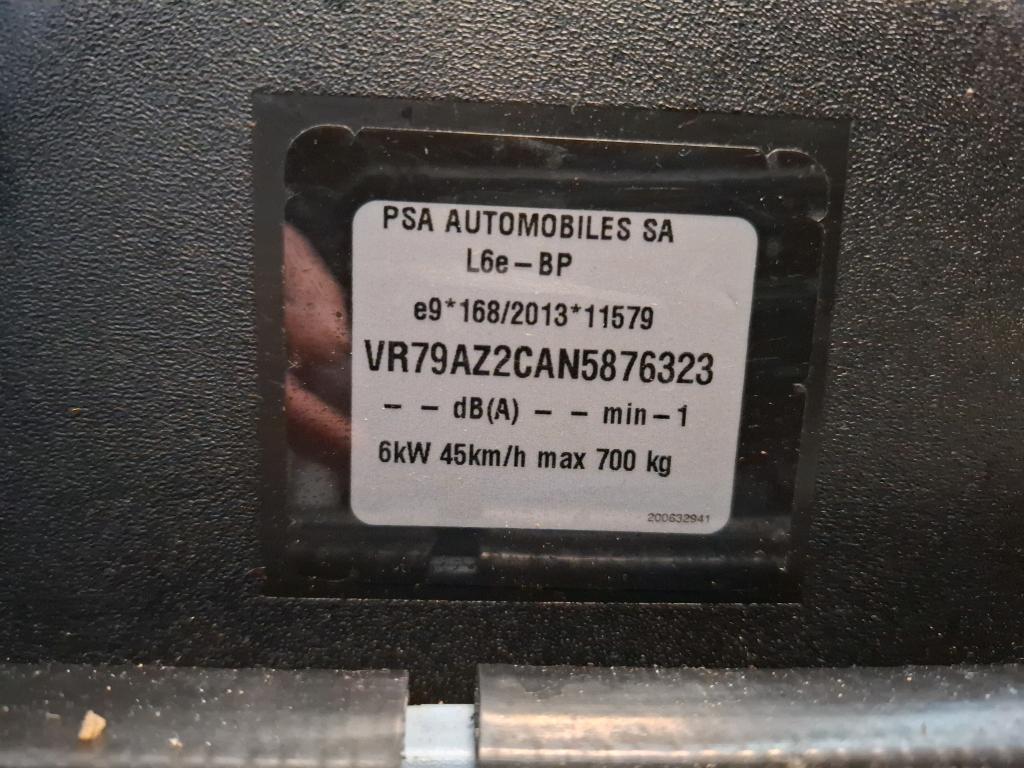 PSA AUTOMOBILES SA
L6e-BP
e9*168/2013*11579
VR79AZ2CAN5876323
- - dB(A) - - min-1
6kW 45km/h max 700 kg
200632941